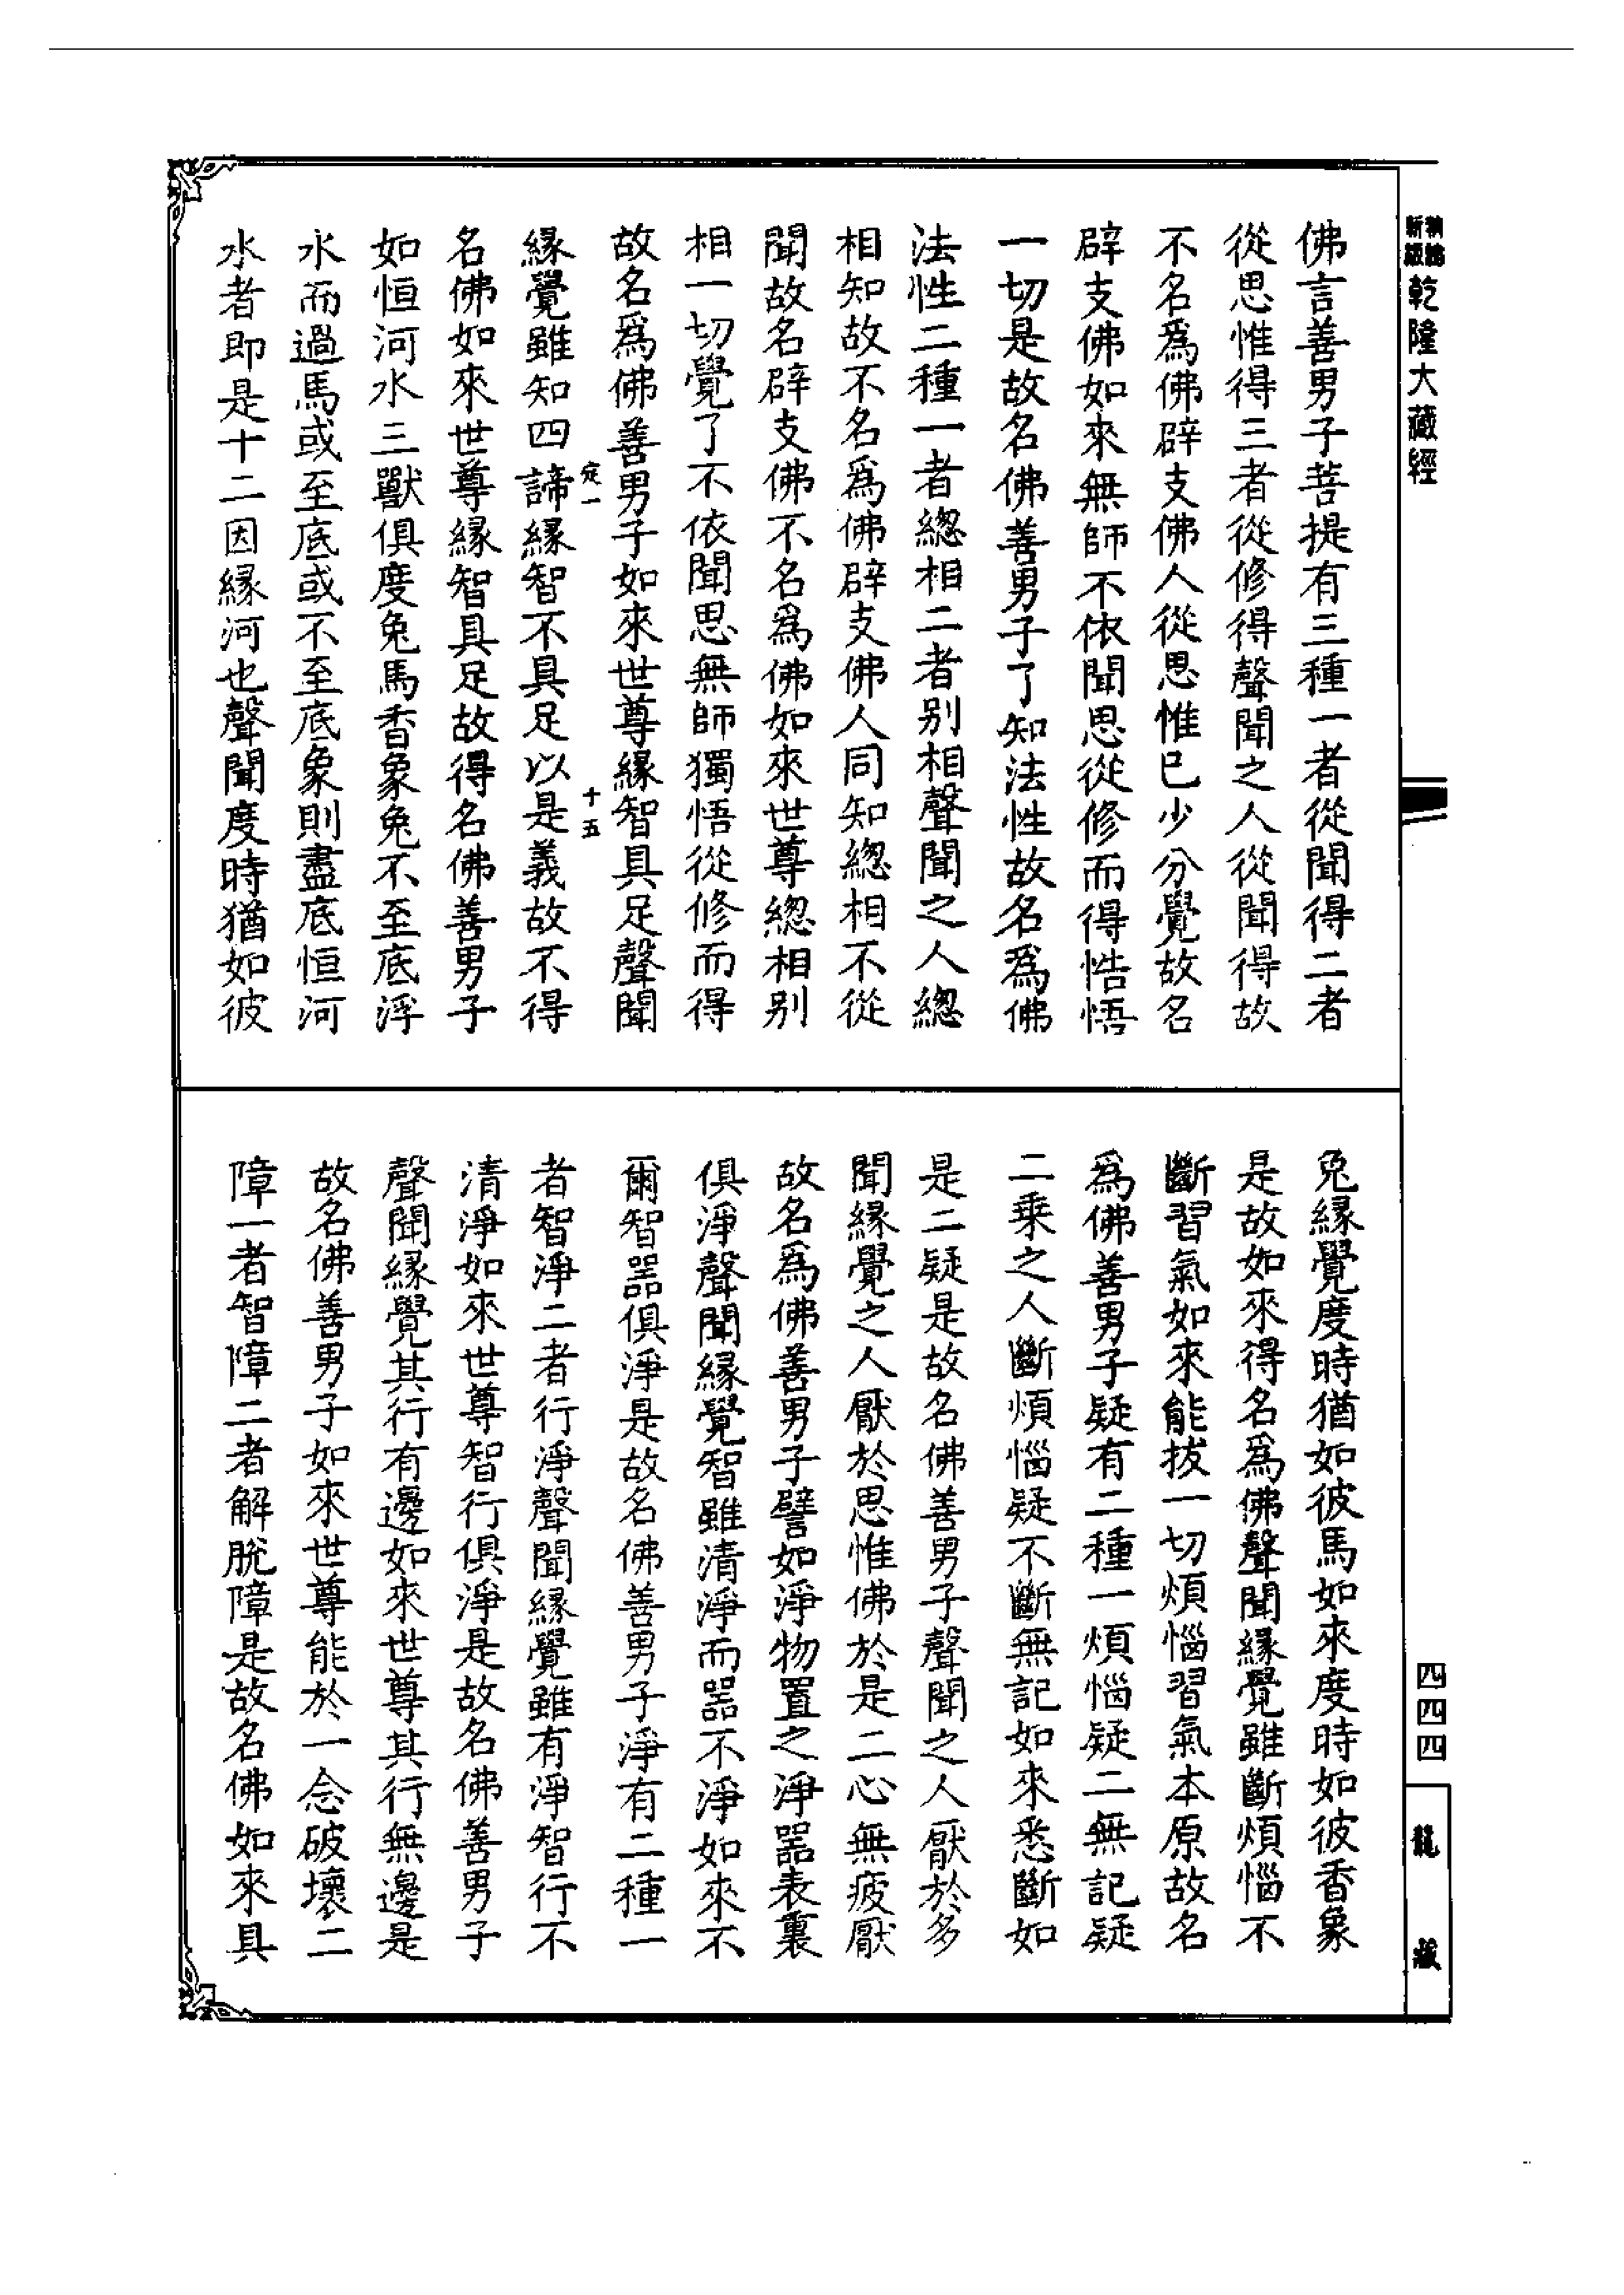 新編縮版
乾隆大藏經
佛言善男子菩提有三種一者從聞得二者
從思惟得三者從修得聲聞之人從聞得故
不名爲佛辟支佛人從思惟已少分覺故名
辟支佛如來無師不依聞思從修而得悟悟
一切是故名佛善男子了知法性故名爲佛
法性二種一者總相二者別相聲聞之人總
相知故不名爲佛辟支佛人同知總相不從
聞故名辟支佛不名爲佛如來世尊總相別
相一切覺了不依聞思無師獨悟從修而得
故名爲佛善男子如來世尊緣智具足聲聞
定一
十五
緣覺雖知四諦緣智不具足以是義故不得
名佛如來世尊緣智具足故得名佛善男子
如恒河水三獸俱度兔馬香象兔不至底浮
水而過馬或至底或不至底象則盡底恒河
水者即是十二因緣河也聲聞度時猶如彼
兔緣覺度時猶如彼馬如來度時如彼香象
是故如來得名爲佛聲聞緣覺雖斷煩惱不
斷習氣如來能拔一切煩惱習氣本原故名
爲佛善男子疑有二種一煩惱疑二無記疑
二乘之人斷煩惱疑不斷無記如來悉斷如
是二疑是故名佛善男子聲聞之人厭於多
聞緣覺之人厭於思惟佛於是二心無疲厭
故名爲佛善男子譬如淨物置之淨器表裏
俱淨聲聞緣覺智雖清淨而器不淨如來不
爾智器俱淨是故名佛善男子淨有二種一
者智淨二者行淨聲聞緣覺雖有淨智行不
清淨如來世尊智行俱淨是故名佛善男子
聲聞緣覺其行有邊如來世尊其行無邊是
故名佛善男子如來世尊能於一念破壞二
障一者智障二者解脫障是故名佛如來具
四四四
龍藏